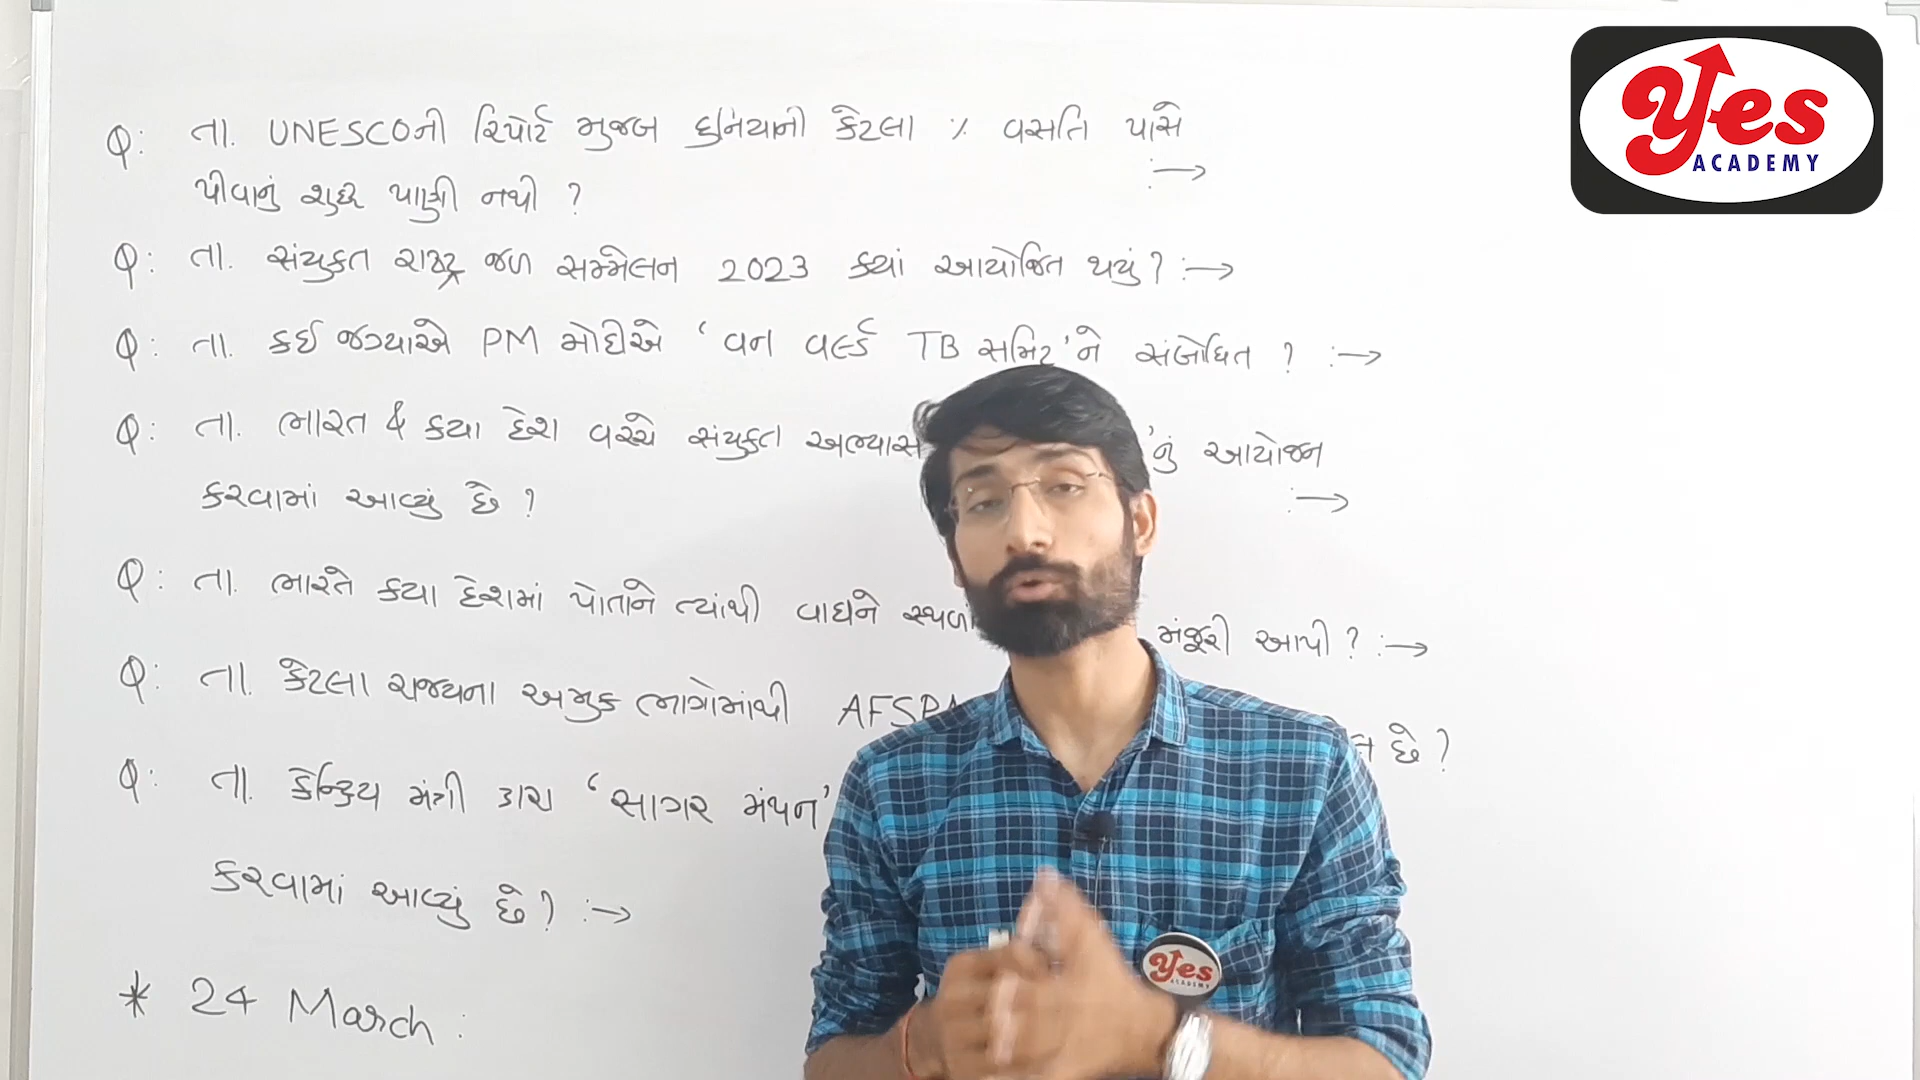 Yes
ACADEMY
Q: તા. UNESCOની રિપોર્ટ મુજબ દુનિયાની કેટલા % વસતિ પાસે
પીવાનું શુદ્ધ પાણી નથી ? :→
Q: તા. સંયુક્ત રાષ્ટ્ર જળ સમ્મેલન 2023 ક્યાં આયોજિત થયું ? :→
Q: તા. કઈ જગ્યાએ PM મોદીએ ‘વન વર્લ્ડ TB સમિટ’ને સંબોધિત ? :→
Q: તા. ભારત & કયા દેશ વચ્ચે સંયુક્ત અભ્યાસ ’નું આયોજન
કરવામાં આવ્યું છે ? :→
Q: તા. ભારતે કયા દેશમાં પોતાને ત્યાંથી વાઘને મંજૂરી આપી ? :→
Q: તા. કેટલા રાજ્યના અમુક ભાગોમાંથી AFSPA છે ?
Q: તા. કેન્દ્રિય મંત્રી દ્વારા ‘સાગર મંથન’
કરવામાં આવ્યું છે ? :→
* 24 March :
Yes
ACADEMY